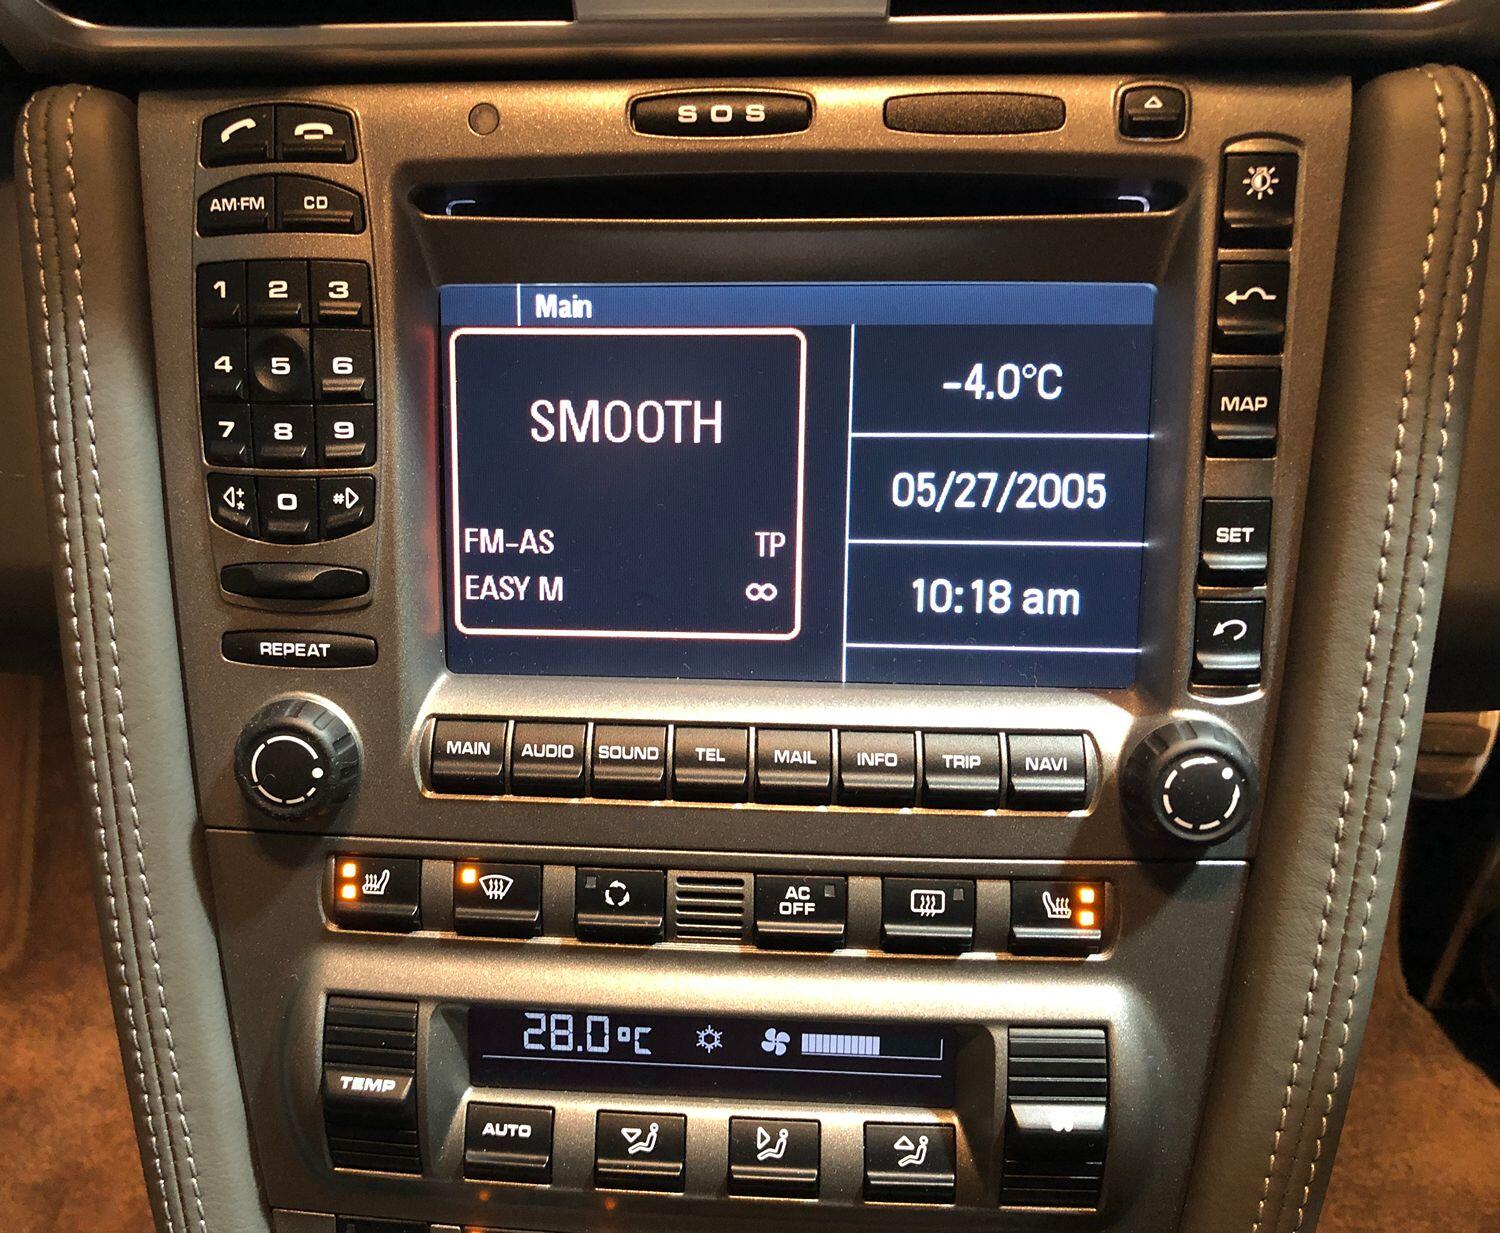 SOS
AM·FM CD
1 2 3
4 5 6
7 8 9
+
* 0 #
REPEAT
MAP
SET
Main
SMOOTH
FM-AS TP
EASY M ∞
-4.0°C
05/27/2005
10:18 am
MAIN AUDIO SOUND TEL MAIL INFO TRIP NAVI
AC
OFF
28.0°C
TEMP
AUTO